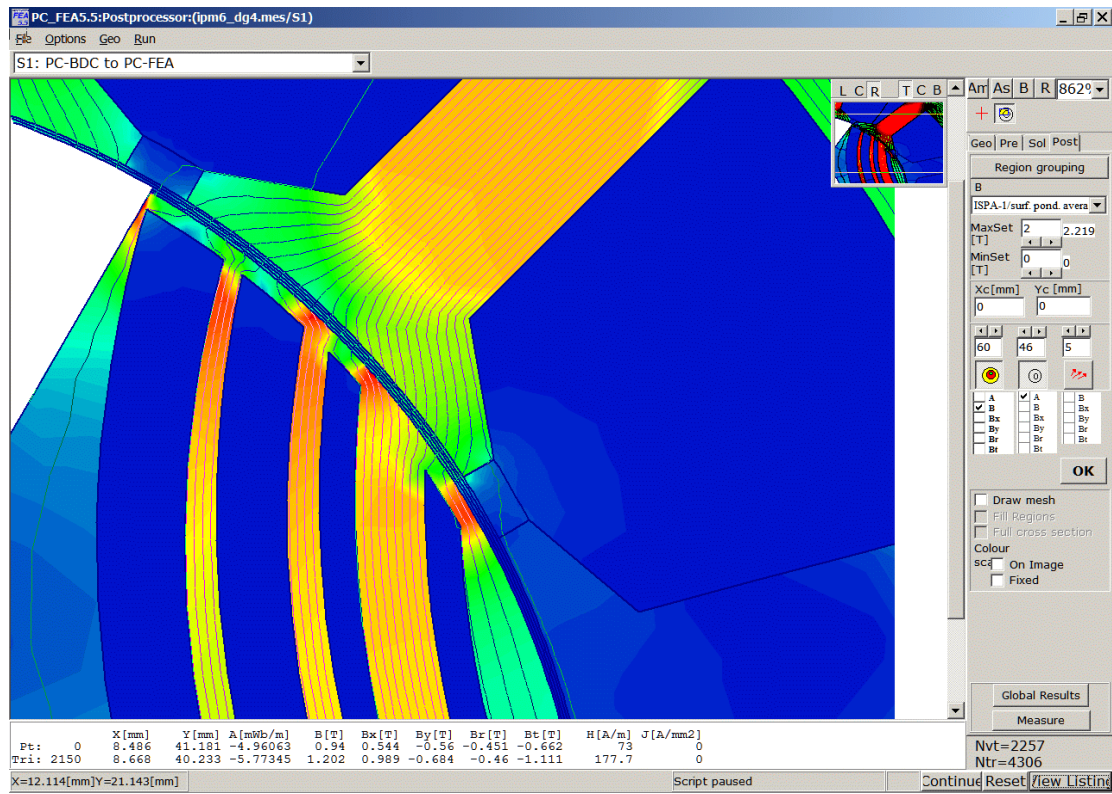 FEA
5.5
PC_FEA5.5:Postprocessor:(ipm6_dg4.mes/S1)
File Options Geo Run
S1: PC-BDC to PC-FEA
L C R T C B
Am As B R 862%
Geo Pre Sol Post
Region grouping
B
ISPA-1/surf. pond. avera
MaxSet 2 2.219
[T]
MinSet 0 0
[T]
Xc[mm] Yc [mm]
0 0
60 46 5
A A B
B B Bx
Bx Bx By
By By Br
Br Br Bt
Bt Bt
OK
Draw mesh
Fill Regions
Full cross section
Colour
sca On Image
Fixed
Global Results
Measure
X[mm] Y[mm] A[mWb/m] B[T] Bx[T] By[T] Br[T] Bt[T] H[A/m] J[A/mm2]
Pt: 0 8.486 41.181 -4.96063 0.94 0.544 -0.56 -0.451 -0.662 73 0
Tri: 2150 8.668 40.233 -5.77345 1.202 0.989 -0.684 -0.46 -1.111 177.7 0
Nvt=2257
Ntr=4306
X=12.114[mm]Y=21.143[mm] Script paused Continue Reset View Listing